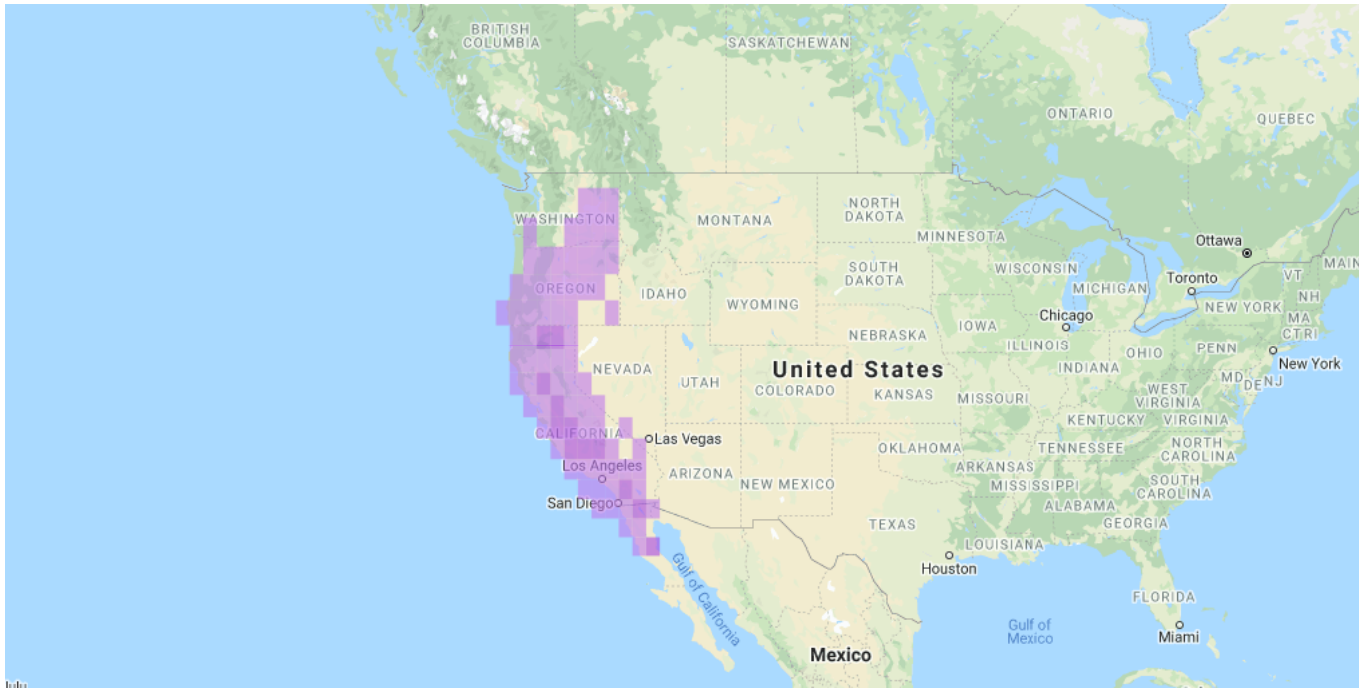 BRITISH
COLUMBIA
SASKATCHEWAN
ONTARIO
QUEBEC
WASHINGTON
MONTANA
NORTH
DAKOTA
MINNESOTA
Ottawa
MAIN
OREGON
IDAHO
WYOMING
SOUTH
DAKOTA
WISCONSIN
MICHIGAN
Toronto
VT
NH
NEW YORK
MA
CT RI
Chicago
IOWA
NEBRASKA
ILLINOIS
OHIO
PENN
New York
NEVADA
UTAH
United States
COLORADO
KANSAS
MISSOURI
INDIANA
WEST
VIRGINIA
MD
DE
NJ
KENTUCKY
VIRGINIA
CALIFORNIA
Las Vegas
OKLAHOMA
TENNESSEE
NORTH
CAROLINA
Los Angeles
ARIZONA
NEW MEXICO
ARKANSAS
MISSISSIPPI
SOUTH
CAROLINA
San Diego
TEXAS
ALABAMA
GEORGIA
LOUISIANA
Houston
Gulf of California
FLORIDA
Gulf of
Mexico
Miami
Mexico